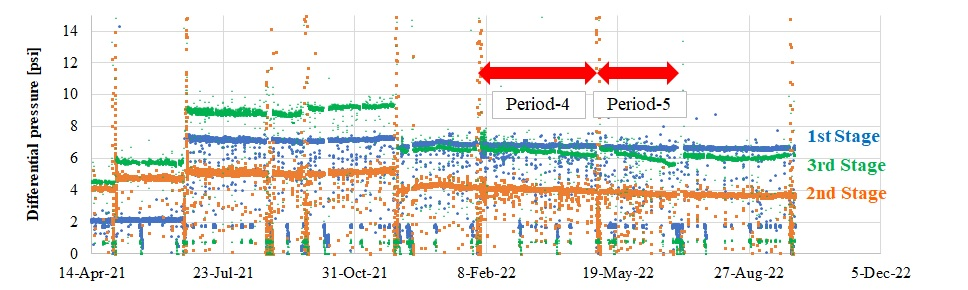 Differential pressure [psi]
14
12
10
8
6
4
2
0
Period-4
Period-5
1st Stage
3rd Stage
2nd Stage
14-Apr-21 23-Jul-21 31-Oct-21 8-Feb-22 19-May-22 27-Aug-22 5-Dec-22